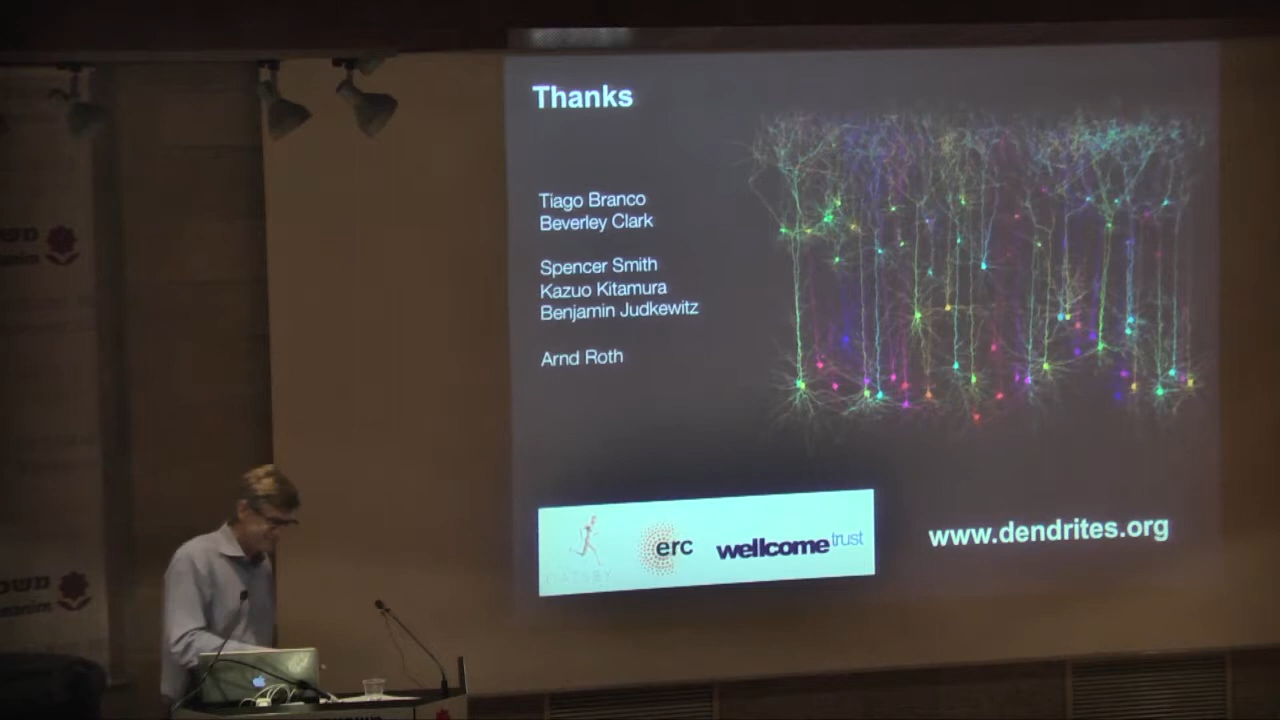 Thanks
Tiago Branco
Beverley Clark
Spencer Smith
Kazuo Kitamura
Benjamin Judkewitz
Arnd Roth
GATSBY
erc
wellcome trust
www.dendrites.org